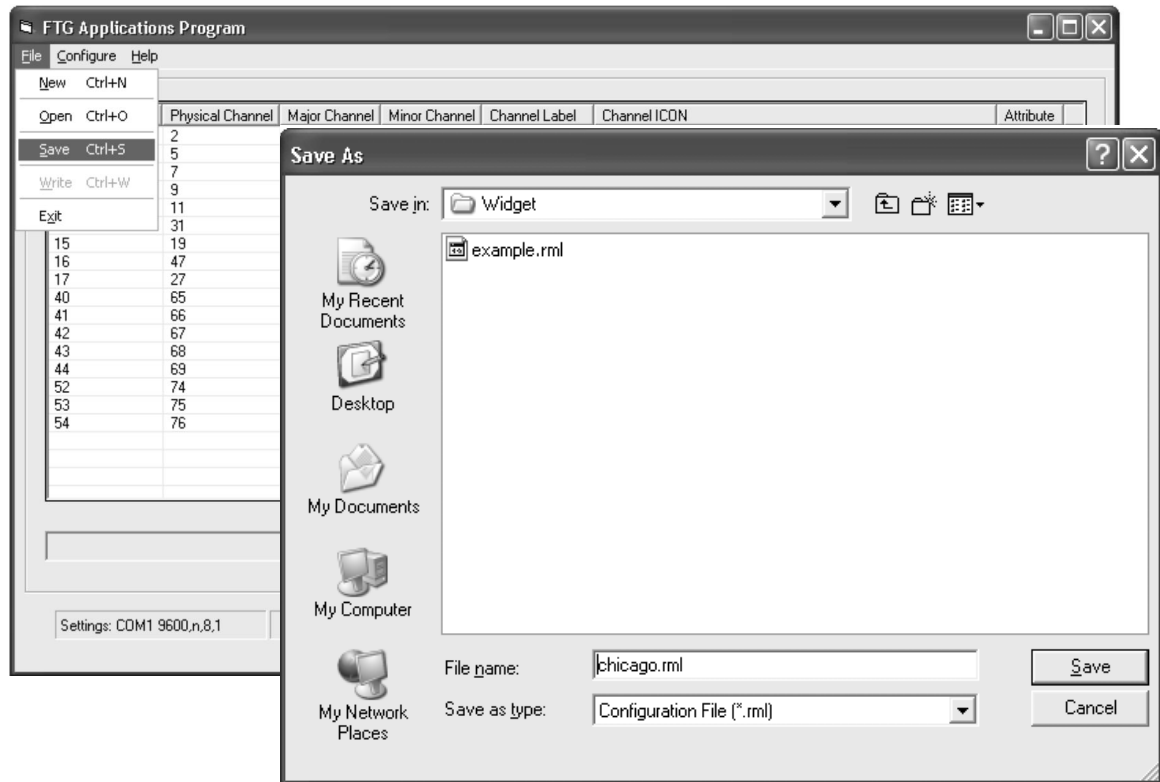 FTG Applications Program
File Configure Help
New Ctrl+N
Open Ctrl+O
Save Ctrl+S
Write Ctrl+W
Exit
Physical Channel Major Channel Minor Channel Channel Label Channel ICON Attribute
2
5
7
9
11
31
15 19
16 47
17 27
40 65
41 66
42 67
43 68
44 69
52 74
53 75
54 76
Settings: COM1 9600,n,8,1
Save As
Save in: Widget
example.rml
My Recent
Documents
Desktop
My Documents
My Computer
My Network
Places
File name: chicago.rml
Save
Save as type: Configuration File (*.rml)
Cancel